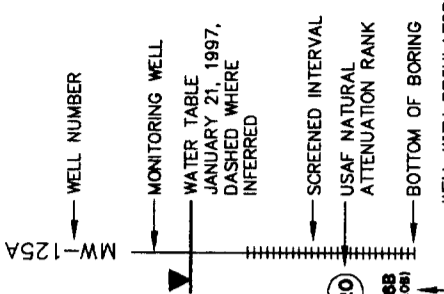 MW-125A
WELL NUMBER
MONITORING WELL
WATER TABLE
JANUARY 21, 1997,
DASHED WHERE
INFERRED
SCREENED INTERVAL
USAF NATURAL
ATTENUATION RANK
BOTTOM OF BORING